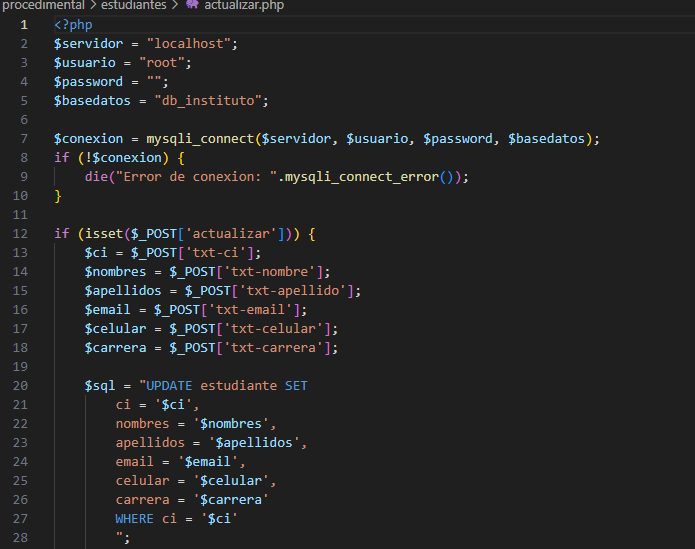 procedimental > estudiantes > actualizar.php
1 <?php
2 $servidor = "localhost";
3 $usuario = "root";
4 $password = "";
5 $basedatos = "db_instituto";
6
7 $conexion = mysqli_connect($servidor, $usuario, $password, $basedatos);
8 if (!$conexion) {
9     die("Error de conexion: ".mysqli_connect_error());
10 }
11
12 if (isset($_POST['actualizar'])) {
13     $ci = $_POST['txt-ci'];
14     $nombres = $_POST['txt-nombre'];
15     $apellidos = $_POST['txt-apellido'];
16     $email = $_POST['txt-email'];
17     $celular = $_POST['txt-celular'];
18     $carrera = $_POST['txt-carrera'];
19
20     $sql = "UPDATE estudiante SET
21         ci = '$ci',
22         nombres = '$nombres',
23         apellidos = '$apellidos',
24         email = '$email',
25         celular = '$celular',
26         carrera = '$carrera'
27         WHERE ci = '$ci'
28         ";